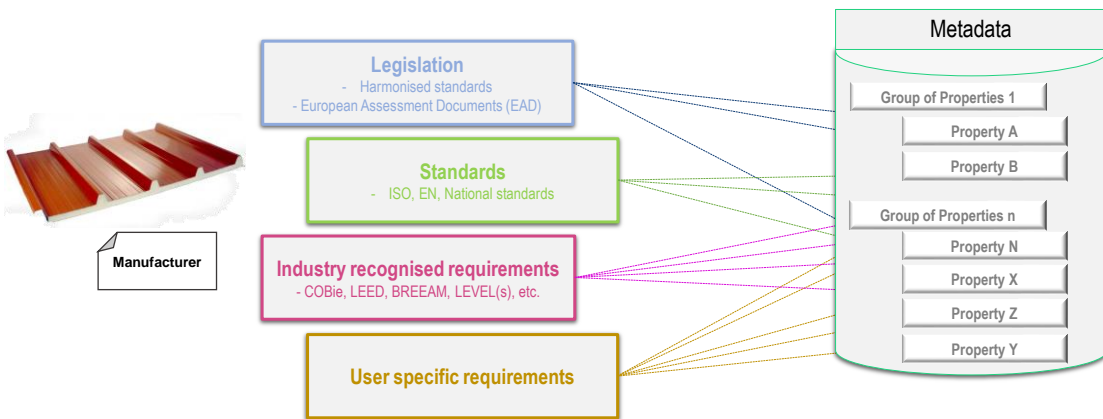 Metadata
Legislation
- Harmonised standards
- European Assessment Documents (EAD)
Group of Properties 1
Property A
Property B
Standards
- ISO, EN, National standards
Group of Properties n
Property N
Property X
Property Z
Property Y
Manufacturer
Industry recognised requirements
- COBie, LEED, BREEAM, LEVEL(s), etc.
User specific requirements